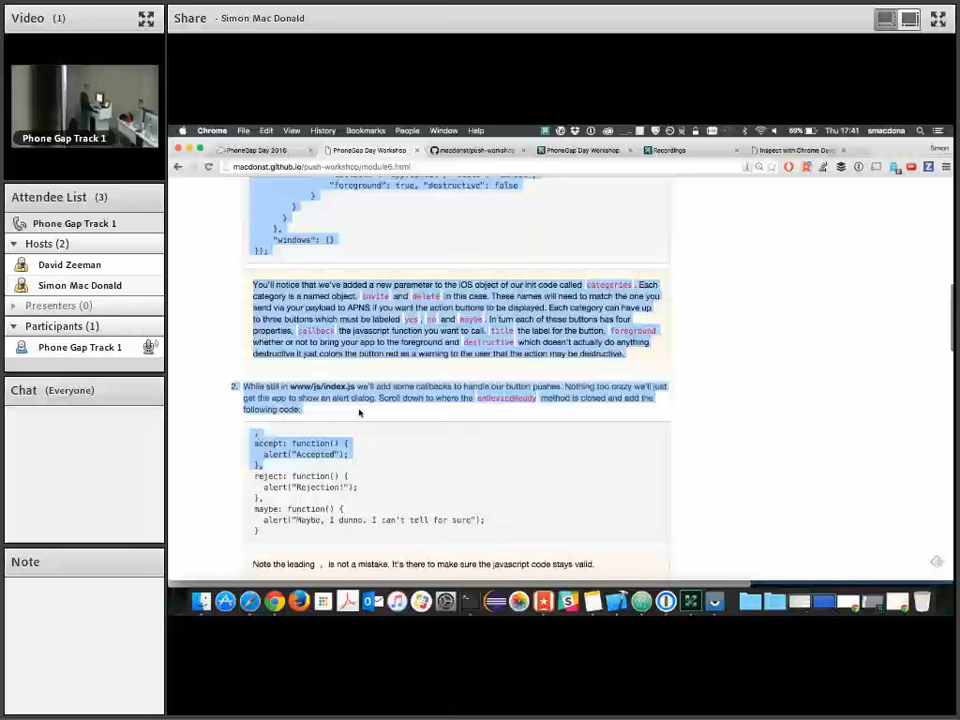 Video (1)
Share - Simon Mac Donald
Phone Gap Track 1
Attendee List (3)
Phone Gap Track 1
Hosts (2)
David Zeeman
Simon Mac Donald
Presenters (0)
Participants (1)
Phone Gap Track 1
Chat (Everyone)
Note
Chrome File Edit View History Bookmarks People Window Help
69% Thu 17:41 smacdona
PhoneGap Day 2016
PhoneGap Day Workshop
macdonst/push-workshop
PhoneGap Day Workshop
Recordings
Inspect with Chrome Dev
Simon
macdonst.github.io/push-workshop/module6.html
"foreground": true, "destructive": false
}
}
}
},
"windows": {}
});
You'll notice that we've added a new parameter to the iOS object of our init code called categories. Each
category is a named object, invite and delete in this case. These names will need to match the one you
send via your payload to APNS if you want the action buttons to be displayed. Each category can have up
to three buttons which must be labeled yes, no and maybe. In turn each of these buttons has four
properties, callback the javascript function you want to call, title the label for the button, foreground
whether or not to bring your app to the foreground and destructive which doesn't actually do anything
destructive it just colors the button red as a warning to the user that the action may be destructive.
2. While still in www/js/index.js we'll add some callbacks to handle our button pushes. Nothing too crazy we'll just
get the app to show an alert dialog. Scroll down to where the onDeviceReady method is closed and add the
following code:
,
accept: function() {
alert("Accepted");
},
reject: function() {
alert("Rejection!");
},
maybe: function() {
alert("Maybe, I dunno. I can't tell for sure");
}
Note the leading , is not a mistake. It's there to make sure the javascript code stays valid.